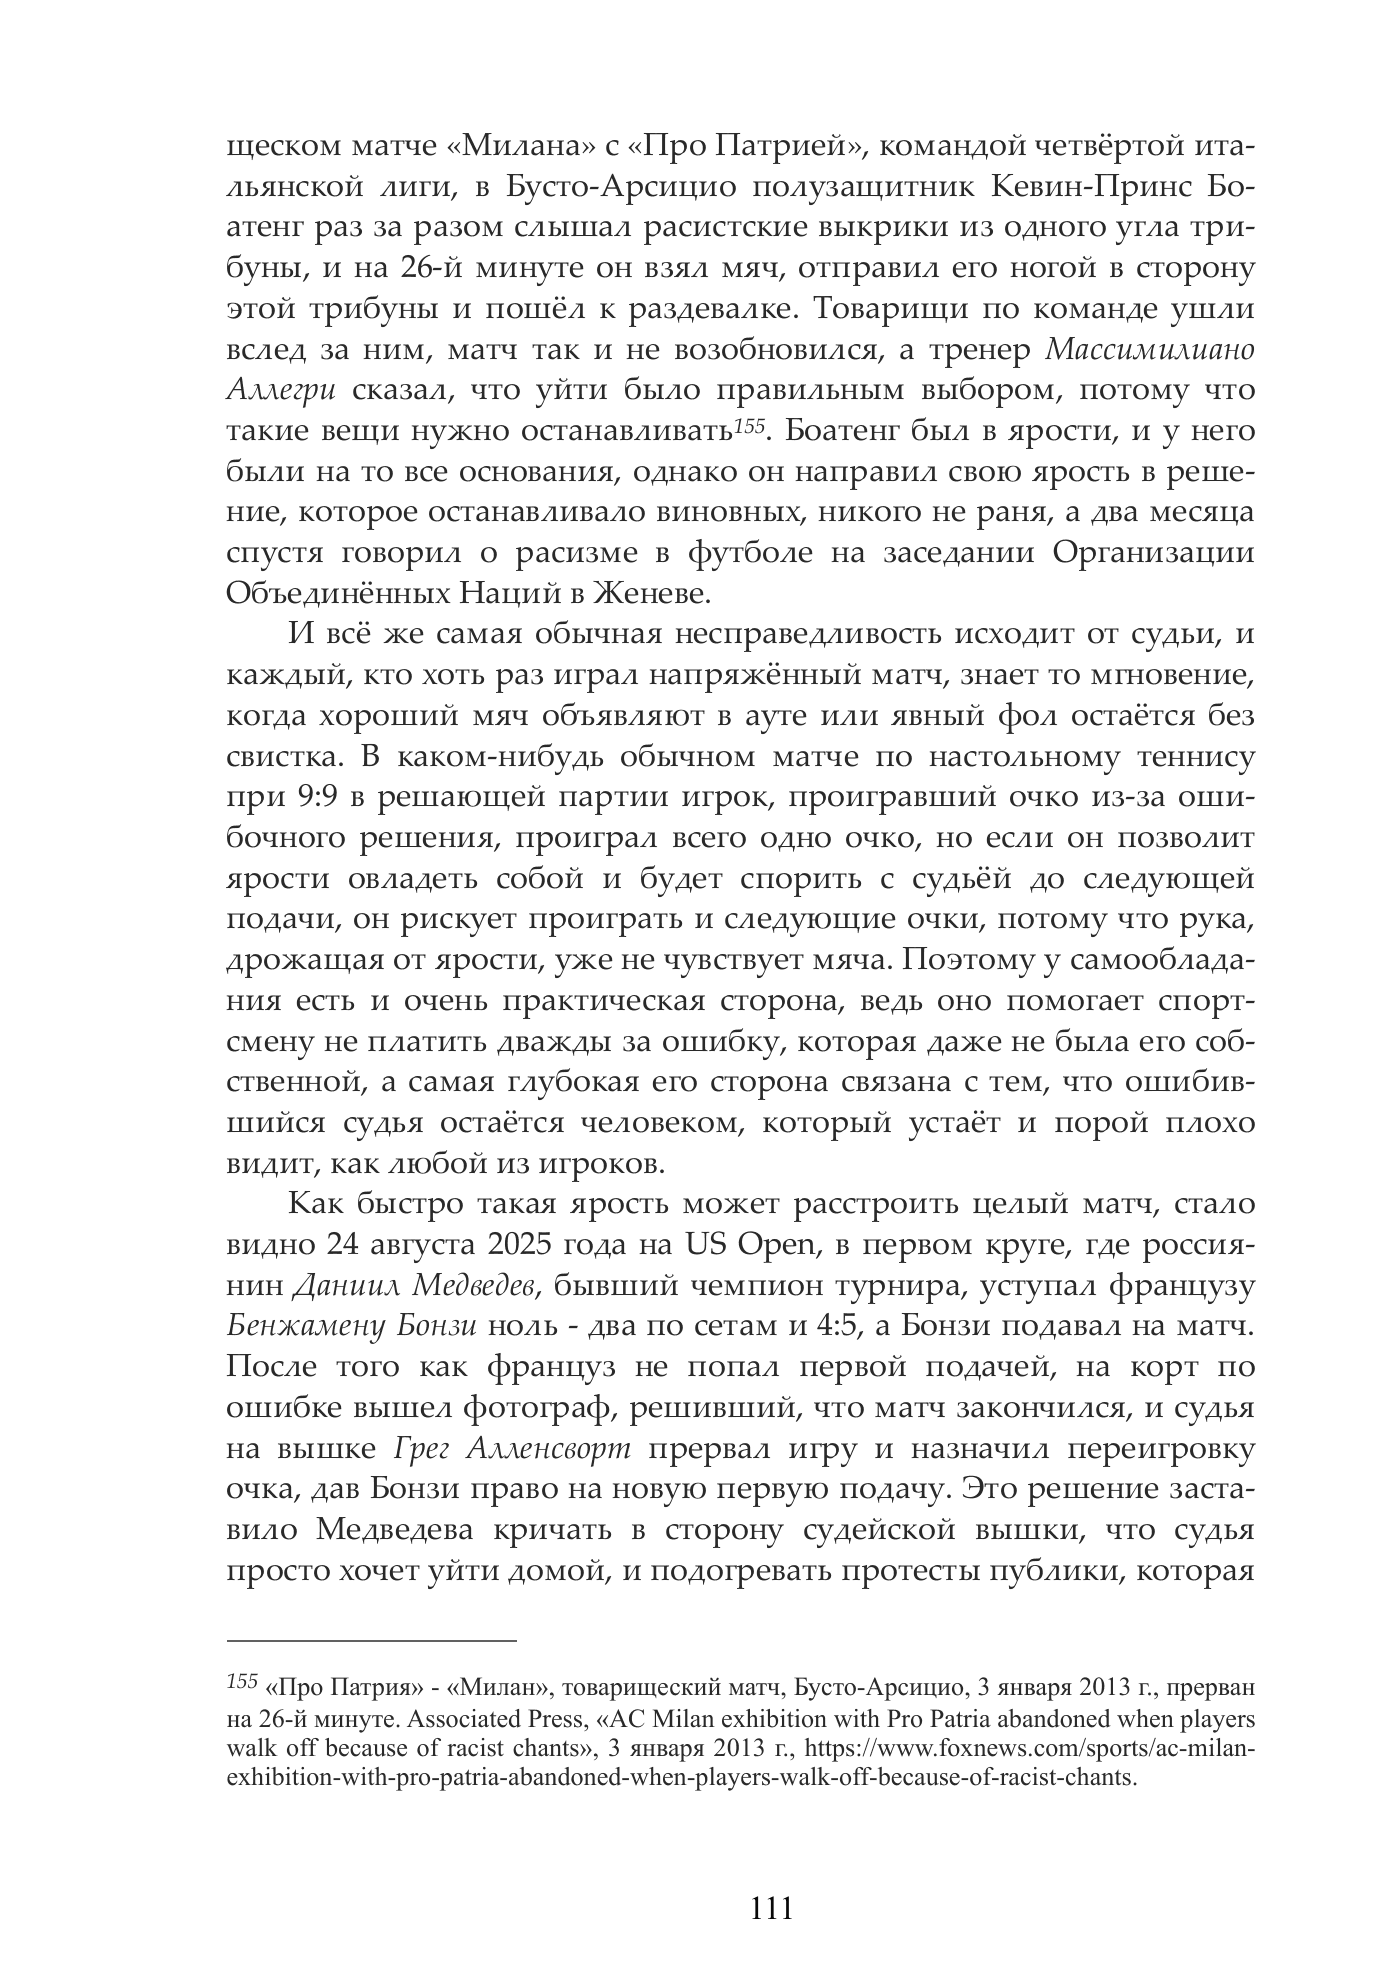 щеском матче «Милана» с «Про Патрией», командой четвёртой ита-
льянской лиги, в Бусто-Арсицио полузащитник Кевин-Принс Бо-
атенг раз за разом слышал расистские выкрики из одного угла три-
буны, и на 26-й минуте он взял мяч, отправил его ногой в сторону
этой трибуны и пошёл к раздевалке. Товарищи по команде ушли
вслед за ним, матч так и не возобновился, а тренер Массимилиано
Аллегри сказал, что уйти было правильным выбором, потому что
такие вещи нужно останавливать155. Боатенг был в ярости, и у него
были на то все основания, однако он направил свою ярость в реше-
ние, которое останавливало виновных, никого не раня, а два месяца
спустя говорил о расизме в футболе на заседании Организации
Объединённых Наций в Женеве.
И всё же самая обычная несправедливость исходит от судьи, и
каждый, кто хоть раз играл напряжённый матч, знает то мгновение,
когда хороший мяч объявляют в ауте или явный фол остаётся без
свистка. В каком-нибудь обычном матче по настольному теннису
при 9:9 в решающей партии игрок, проигравший очко из-за оши-
бочного решения, проиграл всего одно очко, но если он позволит
ярости овладеть собой и будет спорить с судьёй до следующей
подачи, он рискует проиграть и следующие очки, потому что рука,
дрожащая от ярости, уже не чувствует мяча. Поэтому у самооблада-
ния есть и очень практическая сторона, ведь оно помогает спорт-
смену не платить дважды за ошибку, которая даже не была его соб-
ственной, а самая глубокая его сторона связана с тем, что ошибив-
шийся судья остаётся человеком, который устаёт и порой плохо
видит, как любой из игроков.
Как быстро такая ярость может расстроить целый матч, стало
видно 24 августа 2025 года на US Open, в первом круге, где россия-
нин Даниил Медведев, бывший чемпион турнира, уступал французу
Бенжамену Бонзи ноль - два по сетам и 4:5, а Бонзи подавал на матч.
После того как француз не попал первой подачей, на корт по
ошибке вышел фотограф, решивший, что матч закончился, и судья
на вышке Грег Алленсворт прервал игру и назначил переигровку
очка, дав Бонзи право на новую первую подачу. Это решение заста-
вило Медведева кричать в сторону судейской вышки, что судья
просто хочет уйти домой, и подогревать протесты публики, которая
155 «Про Патрия» - «Милан», товарищеский матч, Бусто-Арсицио, 3 января 2013 г., прерван
на 26-й минуте. Associated Press, «AC Milan exhibition with Pro Patria abandoned when players
walk off because of racist chants», 3 января 2013 г., https://www.foxnews.com/sports/ac-milan-
exhibition-with-pro-patria-abandoned-when-players-walk-off-because-of-racist-chants.
111